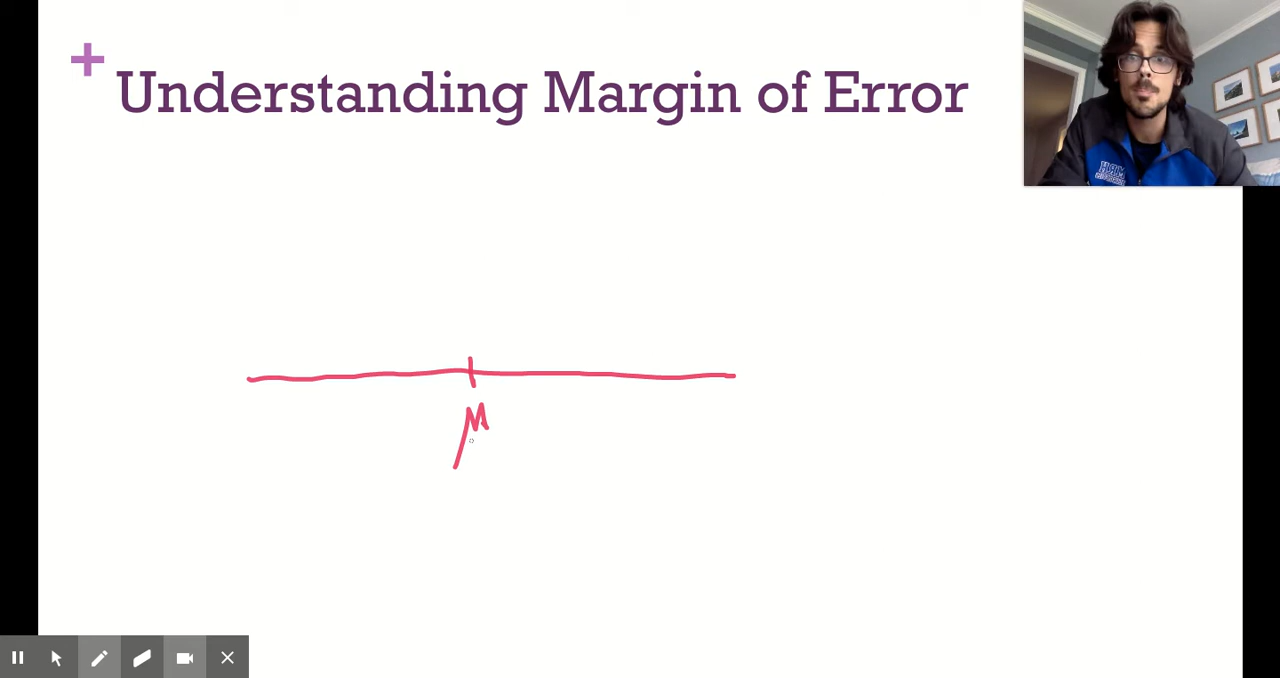 + Understanding Margin of Error
μ